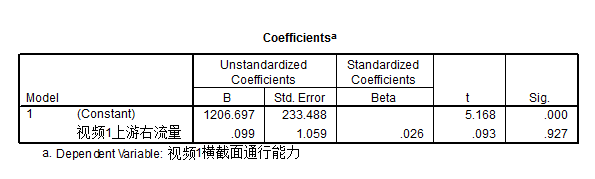 Coefficientsa
Unstandardized Coefficients Standardized Coefficients
Model B Std. Error Beta t Sig.
1 (Constant) 1206.697 233.488 5.168 .000
视频1上游右流量 .099 1.059 .026 .093 .927
a. Dependent Variable: 视频1横截面通行能力